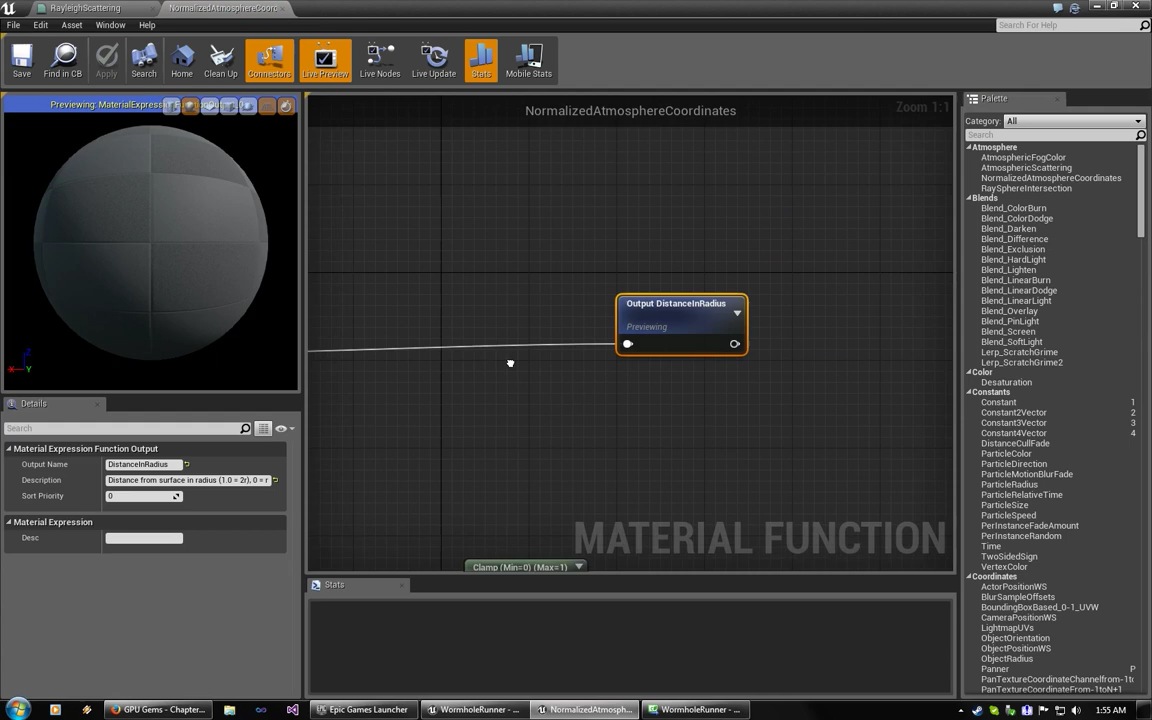 RayleighScattering
NormalizedAtmosphereCoord
File Edit Asset Window Help
Search For Help
Save
Find in CB
Apply
Search
Home
Clean Up
Connectors
Live Preview
Live Nodes
Live Update
Stats
Mobile Stats
Previewing: MaterialExpress
NormalizedAtmosphereCoordinates
Zoom 1:1
Output DistanceInRadius
Previewing
Clamp (Min=0) (Max=1)
MATERIAL FUNCTION
Z
X
Y
Details
Search
Material Expression Function Output
Output Name DistanceInRadius
Description Distance from surface in radius (1.0 = 2r), 0 = r
Sort Priority 0
Material Expression
Desc
Stats
Palette
Category: All
Search
Atmosphere
AtmosphericFogColor
AtmosphericScattering
NormalizedAtmosphereCoordinates
RaySphereIntersection
Blends
Blend_ColorBurn
Blend_ColorDodge
Blend_Darken
Blend_Difference
Blend_Exclusion
Blend_HardLight
Blend_Lighten
Blend_LinearBurn
Blend_LinearDodge
Blend_LinearLight
Blend_Overlay
Blend_PinLight
Blend_Screen
Blend_SoftLight
Lerp_ScratchGrime
Lerp_ScratchGrime2
Color
Desaturation
Constants
Constant 1
Constant2Vector 2
Constant3Vector 3
Constant4Vector 4
DistanceCullFade
ParticleColor
ParticleDirection
ParticleMotionBlurFade
ParticleRadius
ParticleRelativeTime
ParticleSize
ParticleSpeed
PerInstanceFadeAmount
PerInstanceRandom
Time
TwoSidedSign
VertexColor
Coordinates
ActorPositionWS
BlurSampleOffsets
BoundingBoxBased_0-1_UVW
CameraPositionWS
LightmapUVs
ObjectOrientation
ObjectPositionWS
ObjectRadius
Panner P
PanTextureCoordinateChannelfrom-1to
PanTextureCoordinateFrom-1toN+1
GPU Gems - Chapter...
Epic Games Launcher
WormholeRunner - ...
NormalizedAtmosph...
WormholeRunner - ...
1:55 AM